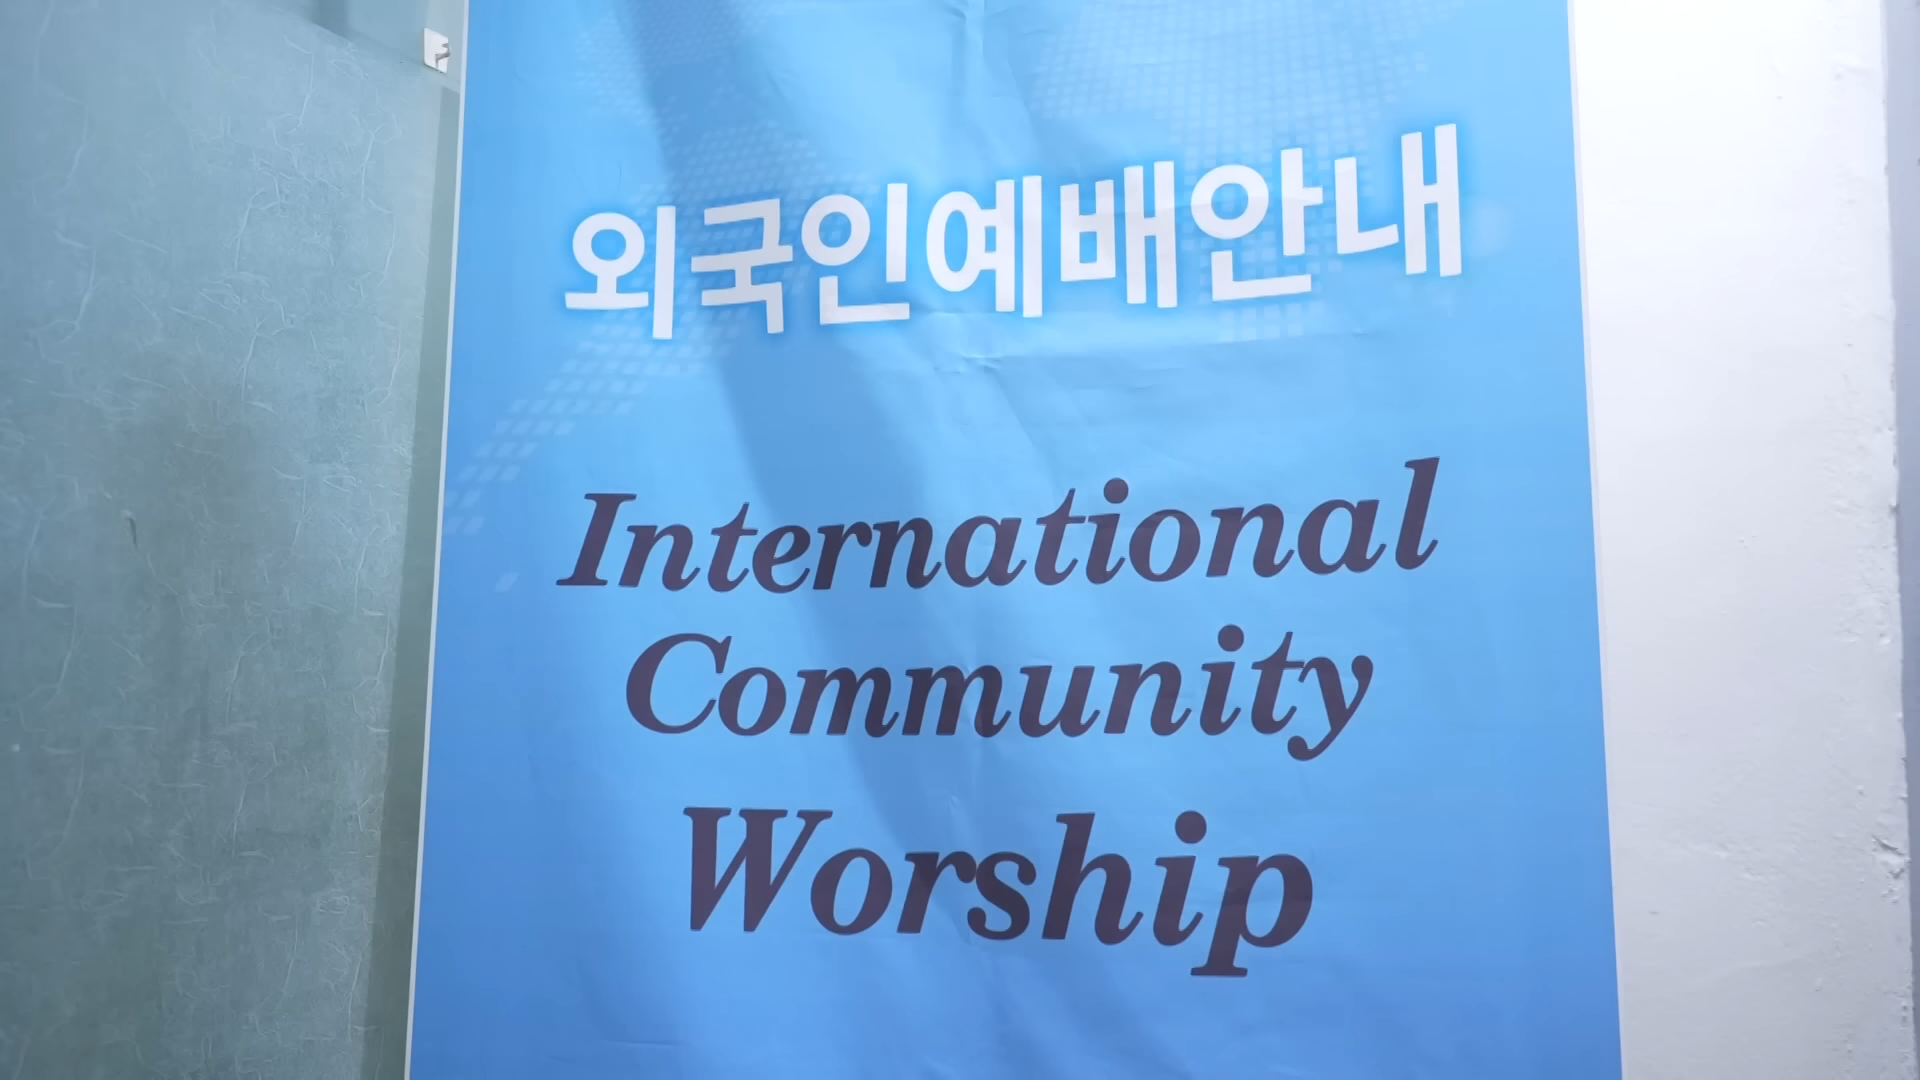 외국인예배안내
International
Community
Worship